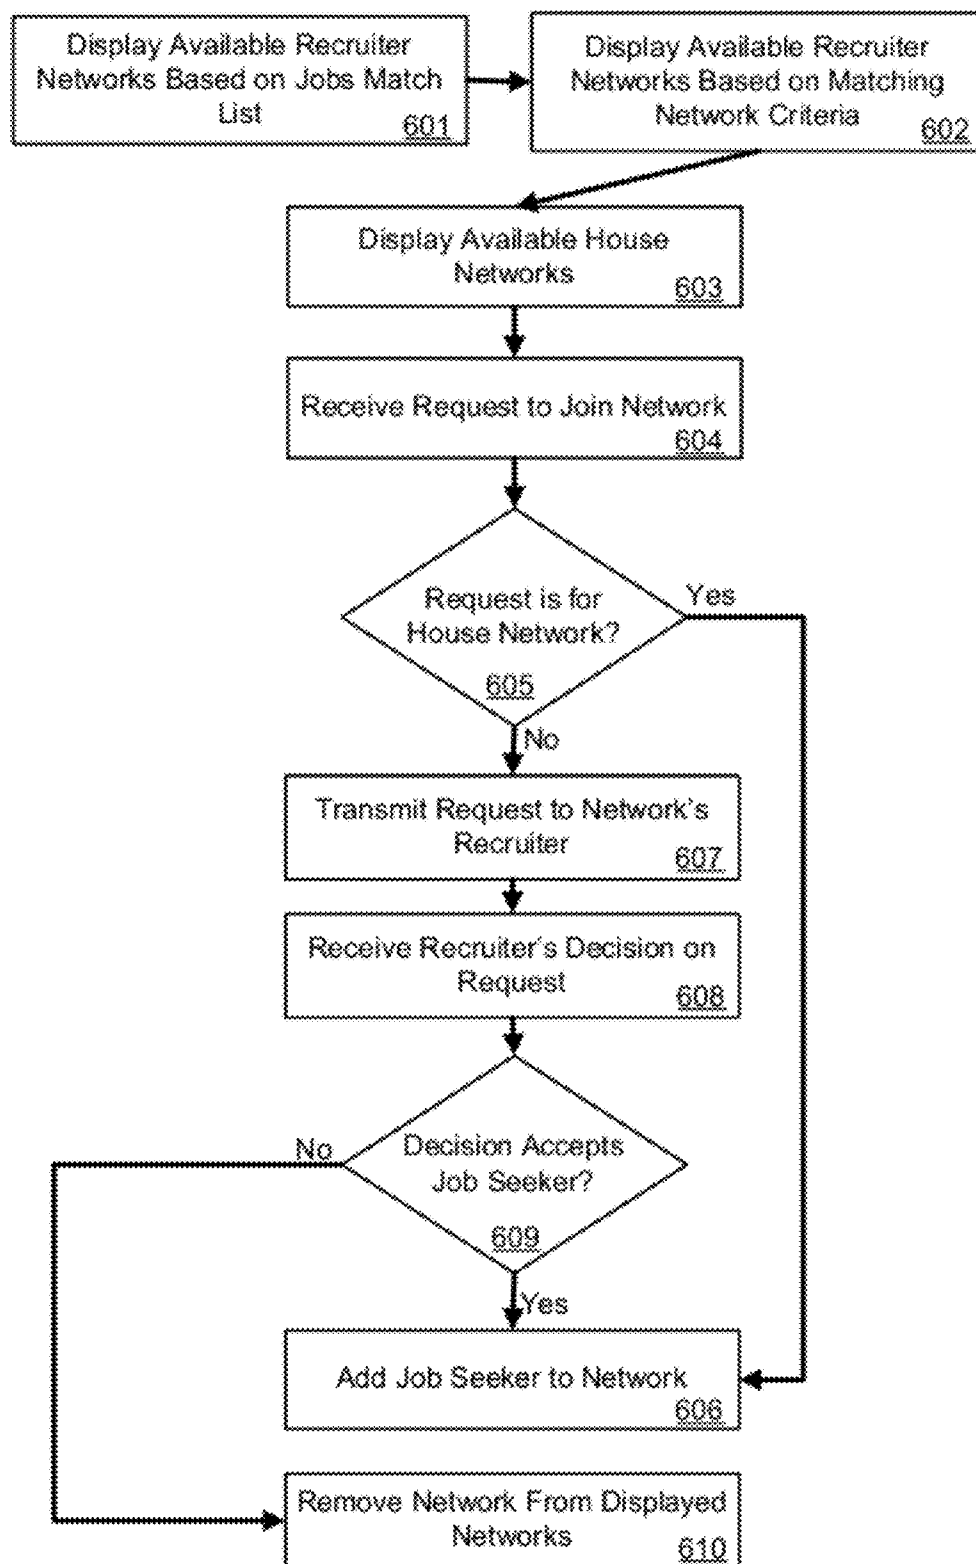 Display Available Recruiter
Networks Based on Jobs Match
List
601
Display Available Recruiter
Networks Based on Matching
Network Criteria
602
Display Available House
Networks
603
Receive Request to Join Network
604
Request is for
House Network?
605
Yes
No
Transmit Request to Network's
Recruiter
607
Receive Recruiter's Decision on
Request
608
Decision Accepts
Job Seeker?
609
No
Yes
Add Job Seeker to Network
606
Remove Network From Displayed
Networks
610